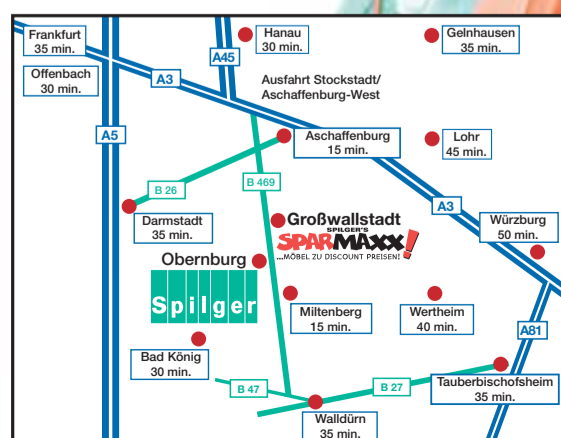 Frankfurt
35 min.
Hanau
30 min.
Gelnhausen
35 min.
A45
Offenbach
30 min.
A3
Ausfahrt Stockstadt/
Aschaffenburg-West
A5
Aschaffenburg
15 min.
Lohr
45 min.
B 26
B 469
A3
Darmstadt
35 min.
Großwallstadt
SPILGER'S
SPARMAXX!
...MÖBEL ZU DISCOUNT PREISEN!
Würzburg
50 min.
Obernburg
Spilger
Miltenberg
15 min.
Wertheim
40 min.
A81
Bad König
30 min.
B 47
B 27
Tauberbischofsheim
35 min.
Walldürn
35 min.